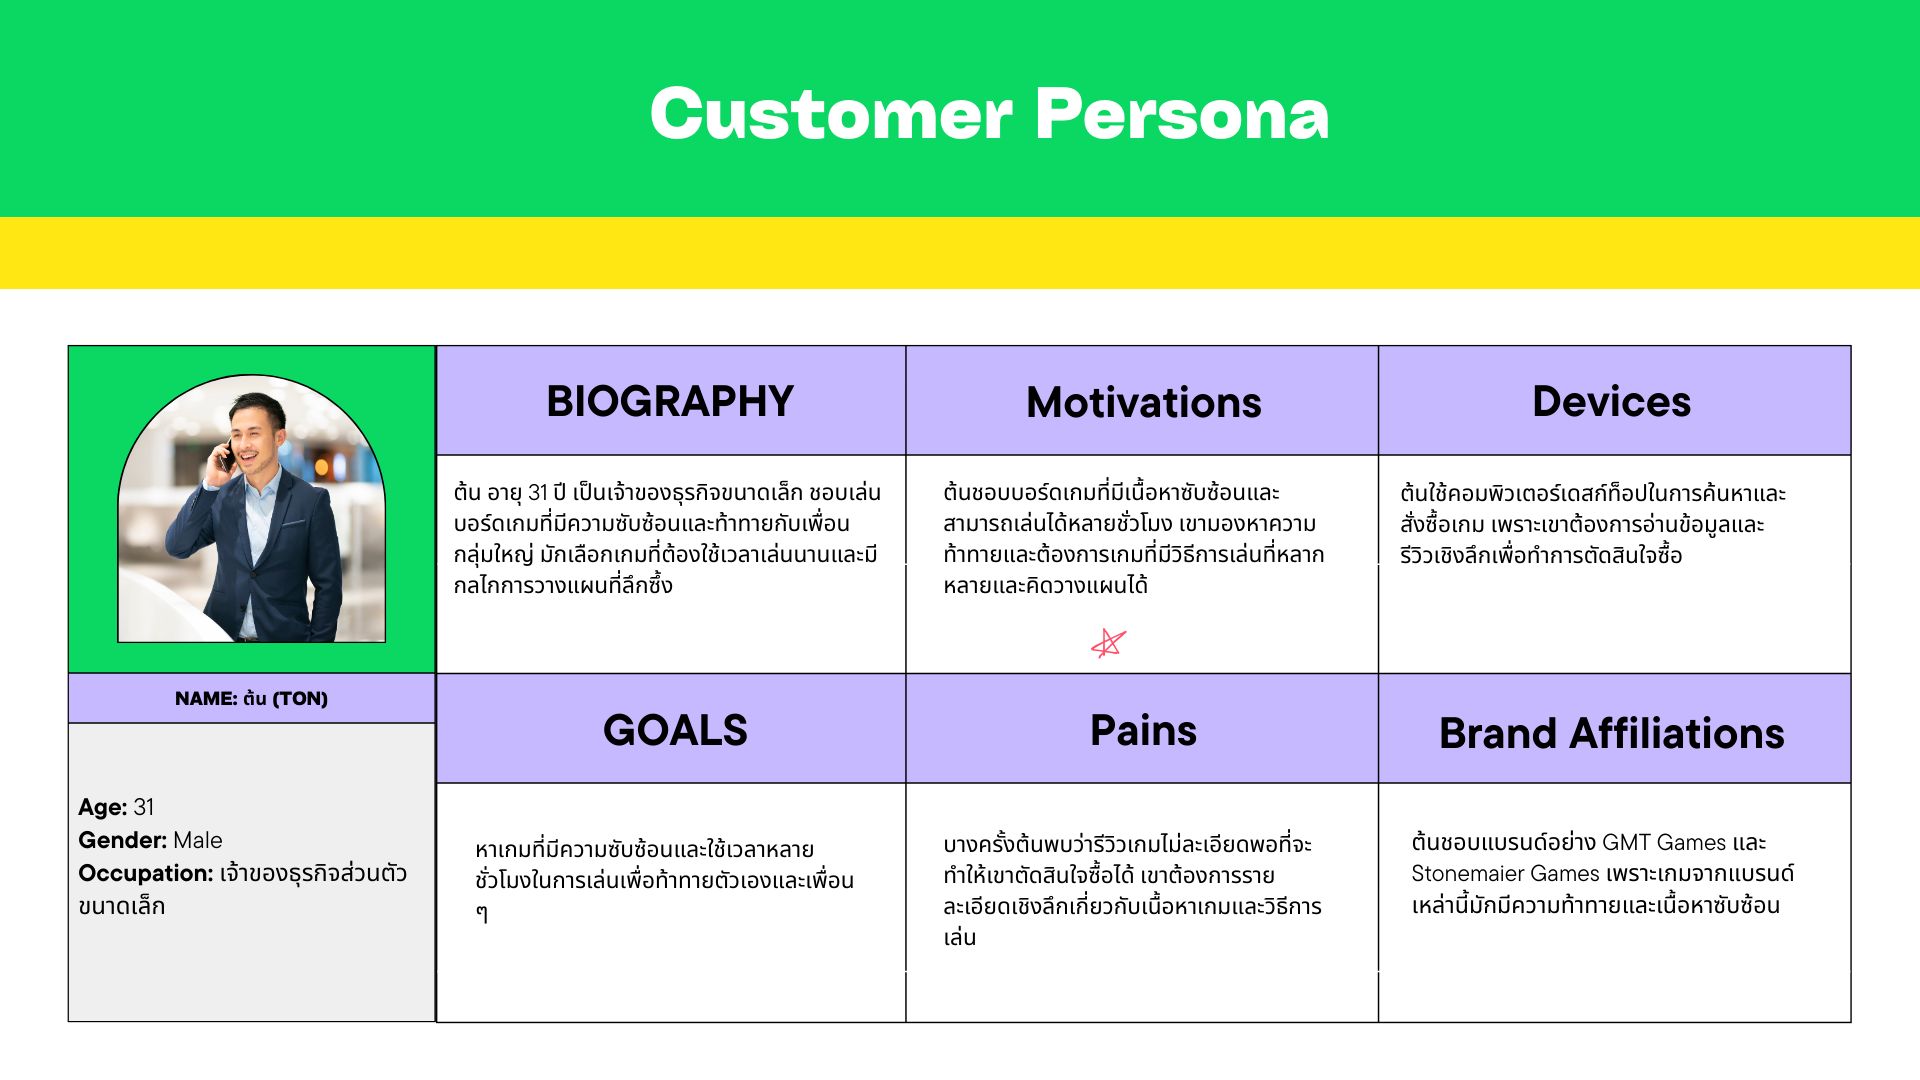 Customer Persona
NAME: ต้น (TON)
Age: 31
Gender: Male
Occupation: เจ้าของธุรกิจส่วนตัว
ขนาดเล็ก
BIOGRAPHY
ต้น อายุ 31 ปี เป็นเจ้าของธุรกิจขนาดเล็ก ชอบเล่น
บอร์ดเกมที่มีความซับซ้อนและท้าทายกับเพื่อน
กลุ่มใหญ่ มักเลือกเกมที่ต้องใช้เวลาเล่นนานและมี
กลไกการวางแผนที่ลึกซึ้ง
Motivations
ต้นชอบบอร์ดเกมที่มีเนื้อหาซับซ้อนและ
สามารถเล่นได้หลายชั่วโมง เขามองหาความ
ท้าทายและต้องการเกมที่มีวิธีการเล่นที่หลาก
หลายและคิดวางแผนได้
Devices
ต้นใช้คอมพิวเตอร์เดสก์ท็อปในการค้นหาและ
สั่งซื้อเกม เพราะเขาต้องการอ่านข้อมูลและ
รีวิวเชิงลึกเพื่อทำการตัดสินใจซื้อ
GOALS
หาเกมที่มีความซับซ้อนและใช้เวลาหลาย
ชั่วโมงในการเล่นเพื่อท้าทายตัวเองและเพื่อน
ๆ
Pains
บางครั้งต้นพบว่ารีวิวเกมไม่ละเอียดพอที่จะ
ทำให้เขาตัดสินใจซื้อได้ เขาต้องการราย
ละเอียดเชิงลึกเกี่ยวกับเนื้อหาเกมและวิธีการ
เล่น
Brand Affiliations
ต้นชอบแบรนด์อย่าง GMT Games และ
Stonemaier Games เพราะเกมจากแบรนด์
เหล่านี้มักมีความท้าทายและเนื้อหาซับซ้อน